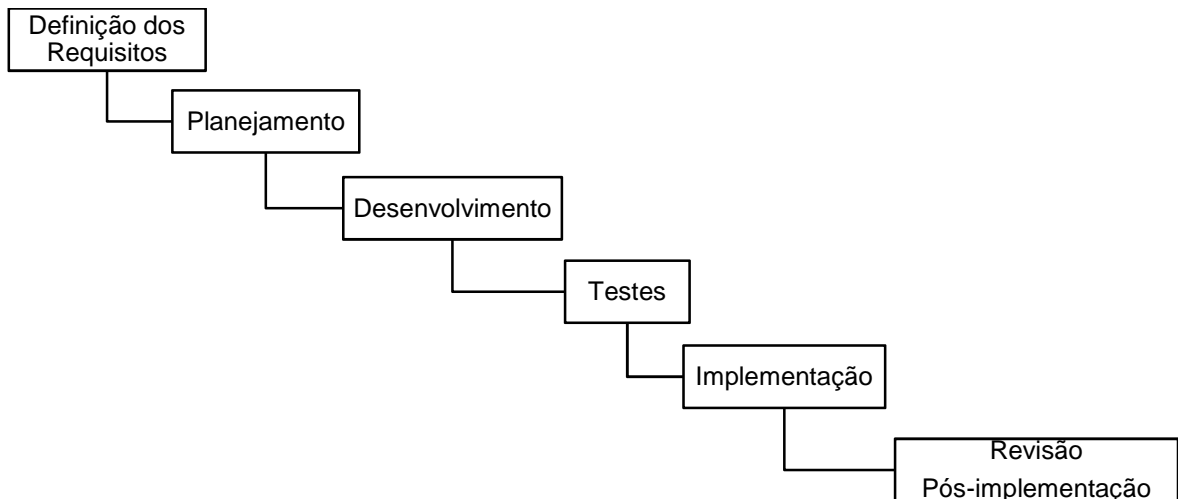 Definição dos
Requisitos
Planejamento
Desenvolvimento
Testes
Implementação
Revisão
Pós-implementação